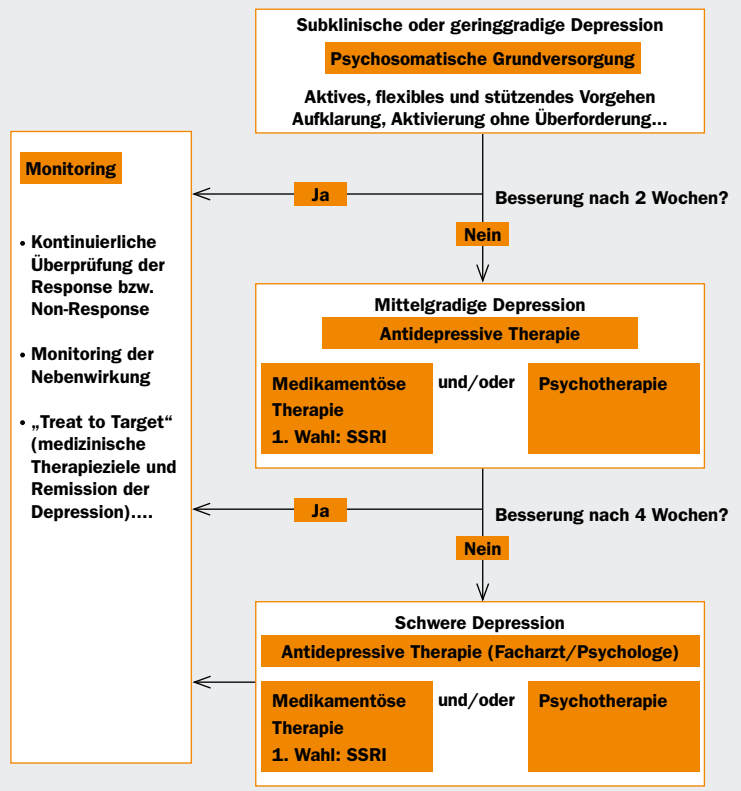 Subklinische oder geringgradige Depression
Psychosomatische Grundversorgung
Aktives, flexibles und stützendes Vorgehen
Aufklarung, Aktivierung ohne Überforderung...
Monitoring
• Kontinuierliche
Überprüfung der
Response bzw.
Non-Response
• Monitoring der
Nebenwirkung
• „Treat to Target“
(medizinische
Therapieziele und
Remission der
Depression)....
Ja
Besserung nach 2 Wochen?
Nein
Mittelgradige Depression
Antidepressive Therapie
Medikamentöse
Therapie
1. Wahl: SSRI
und/oder
Psychotherapie
Ja
Besserung nach 4 Wochen?
Nein
Schwere Depression
Antidepressive Therapie (Facharzt/Psychologe)
Medikamentöse
Therapie
1. Wahl: SSRI
und/oder
Psychotherapie